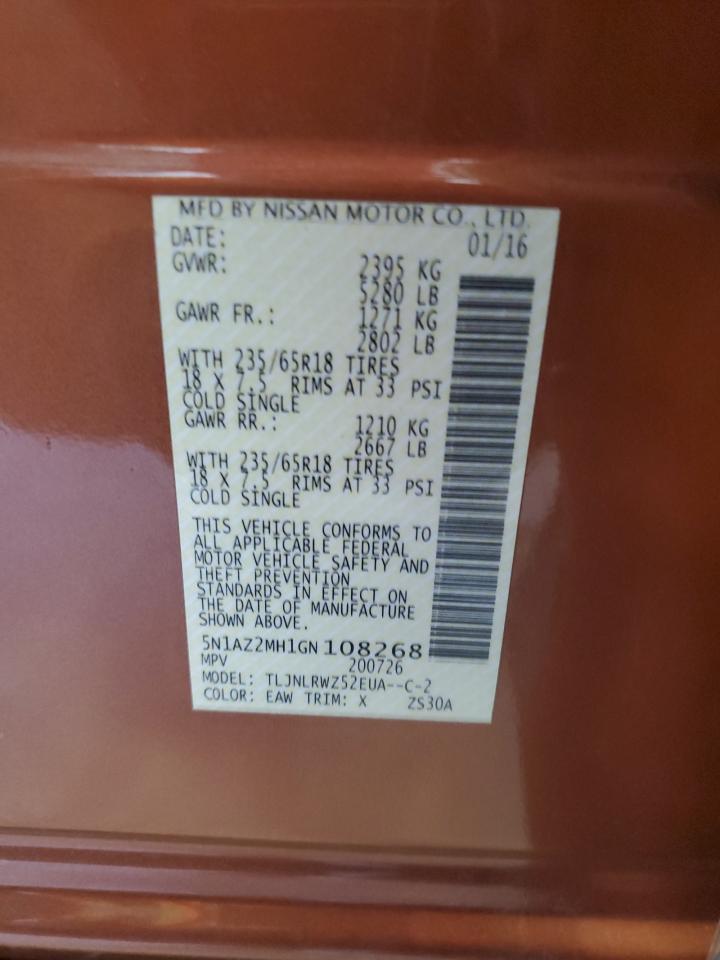 MFD BY NISSAN MOTOR CO., LTD.
DATE: 01/16
GVWR: 2395 KG
5280 LB
GAWR FR.: 1271 KG
2802 LB
WITH 235/65R18 TIRES
18 X 7.5 RIMS AT 33 PSI
COLD SINGLE
GAWR RR.: 1210 KG
2667 LB
WITH 235/65R18 TIRES
18 X 7.5 RIMS AT 33 PSI
COLD SINGLE
THIS VEHICLE CONFORMS TO
ALL APPLICABLE FEDERAL
MOTOR VEHICLE SAFETY AND
THEFT PREVENTION
STANDARDS IN EFFECT ON
THE DATE OF MANUFACTURE
SHOWN ABOVE.
5N1AZ2MH1GN108268
MPV 200726
MODEL: TLJNLRWZ52EUA--C-2
COLOR: EAW TRIM: X ZS30A